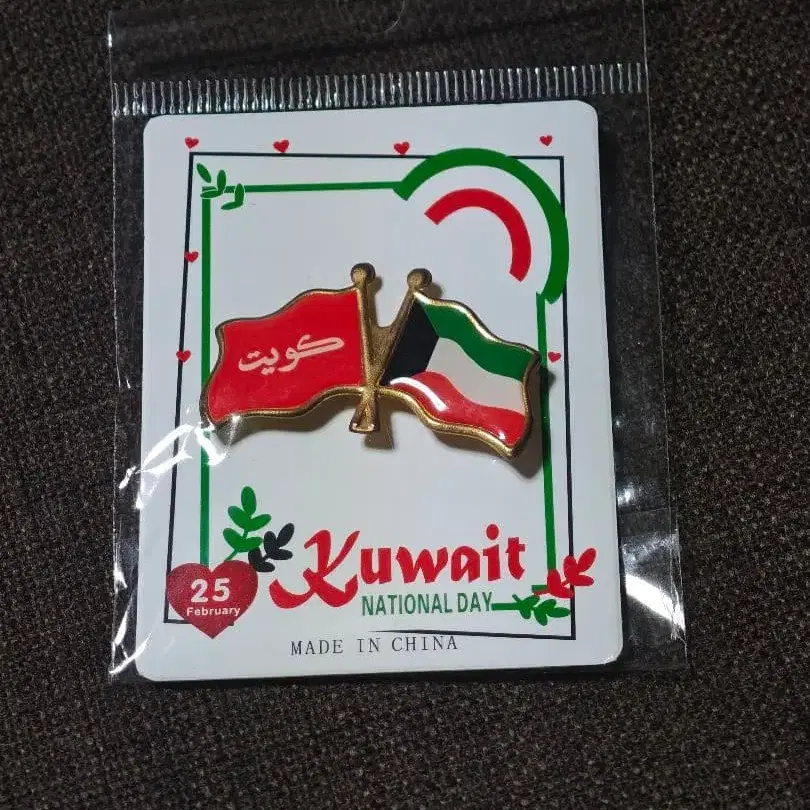 كويت
Kuwait
25
February
NATIONAL DAY
MADE IN CHINA